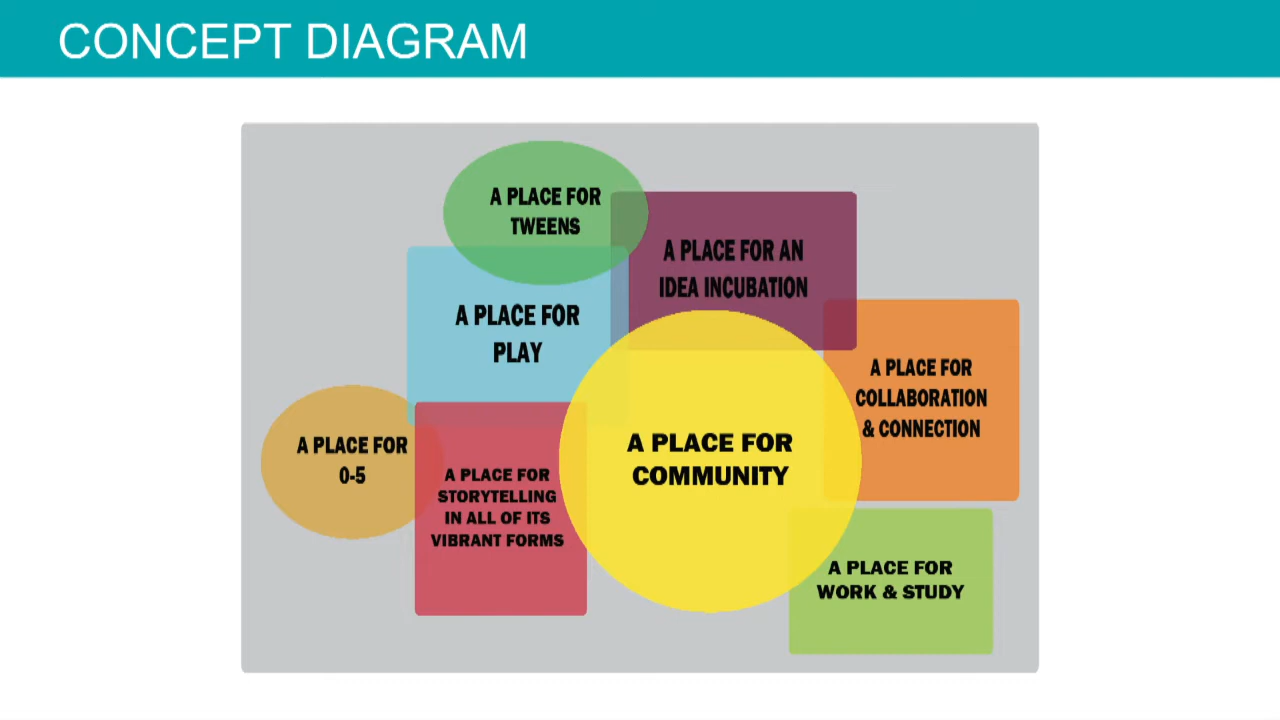 CONCEPT DIAGRAM
A PLACE FOR
TWEENS
A PLACE FOR AN
IDEA INCUBATION
A PLACE FOR
PLAY
A PLACE FOR
COLLABORATION
& CONNECTION
A PLACE FOR
0-5
A PLACE FOR
COMMUNITY
A PLACE FOR
STORYTELLING
IN ALL OF ITS
VIBRANT FORMS
A PLACE FOR
WORK & STUDY